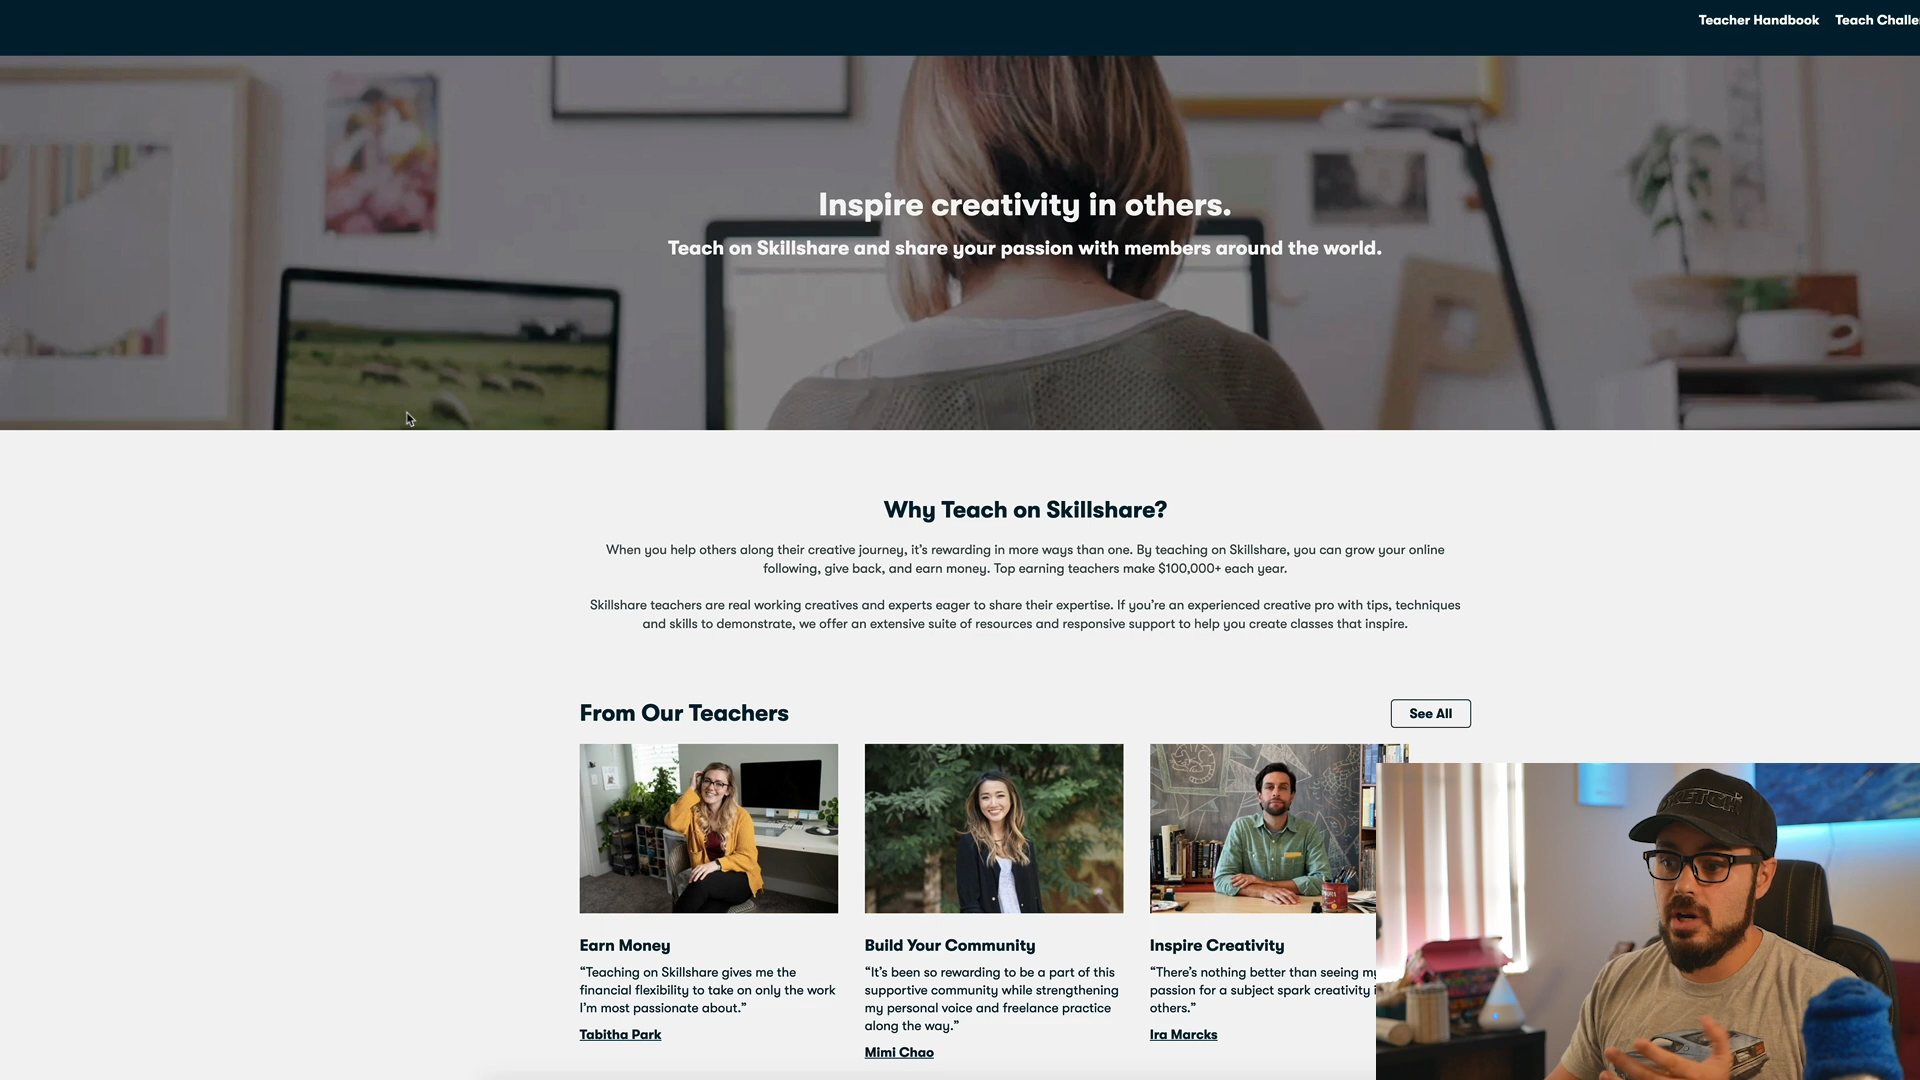 Teacher Handbook Teach Challe
Inspire creativity in others.
Teach on Skillshare and share your passion with members around the world.
Why Teach on Skillshare?
When you help others along their creative journey, it’s rewarding in more ways than one. By teaching on Skillshare, you can grow your online
following, give back, and earn money. Top earning teachers make $100,000+ each year.
Skillshare teachers are real working creatives and experts eager to share their expertise. If you’re an experienced creative pro with tips, techniques
and skills to demonstrate, we offer an extensive suite of resources and responsive support to help you create classes that inspire.
From Our Teachers
See All
Earn Money
“Teaching on Skillshare gives me the
financial flexibility to take on only the work
I’m most passionate about.”
Tabitha Park
Build Your Community
“It’s been so rewarding to be a part of this
supportive community while strengthening
my personal voice and freelance practice
along the way.”
Mimi Chao
Inspire Creativity
“There’s nothing better than seeing my
passion for a subject spark creativity i
others.”
Ira Marcks